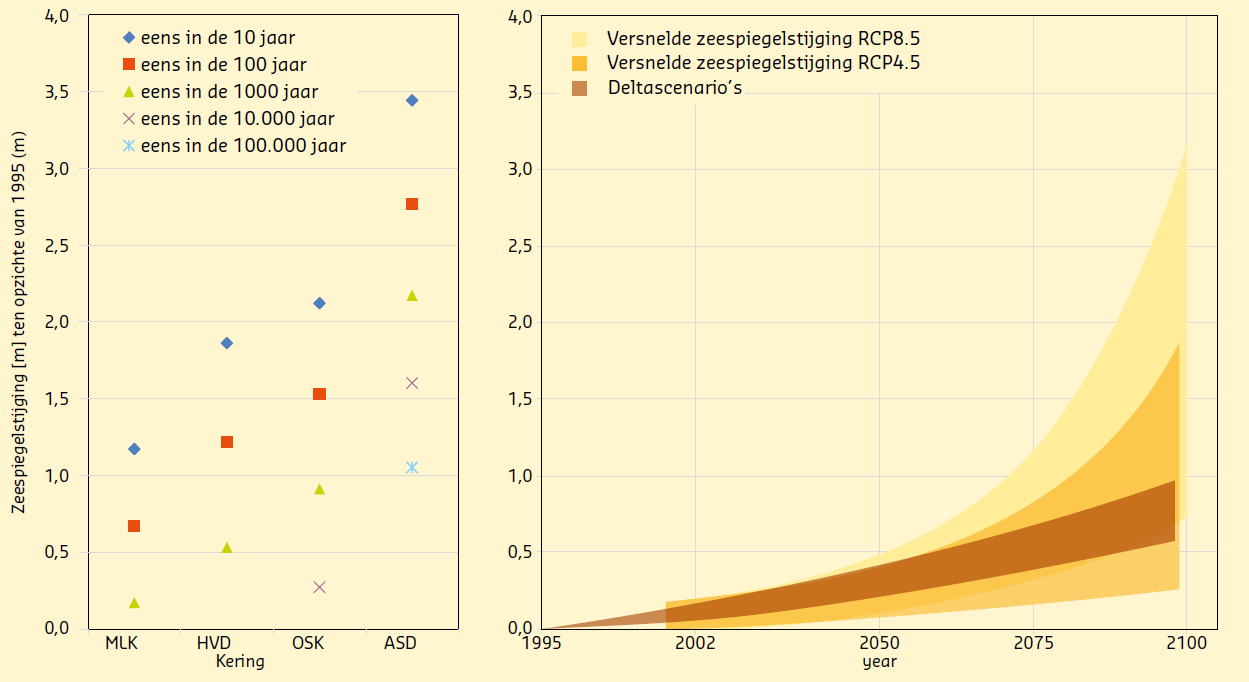 Zeespiegelstijging [m] ten opzichte van 1995 (m)
4,0
3,5
3,0
2,5
2,0
1,5
1,0
0,5
0,0
eens in de 10 jaar
eens in de 100 jaar
eens in de 1000 jaar
eens in de 10.000 jaar
eens in de 100.000 jaar
MLK HVD OSK ASD
Kering
4,0
3,5
3,0
2,5
2,0
1,5
1,0
0,5
0,0
Versnelde zeespiegelstijging RCP8.5
Versnelde zeespiegelstijging RCP4.5
Deltascenario's
1995 2002 2050 2075 2100
year